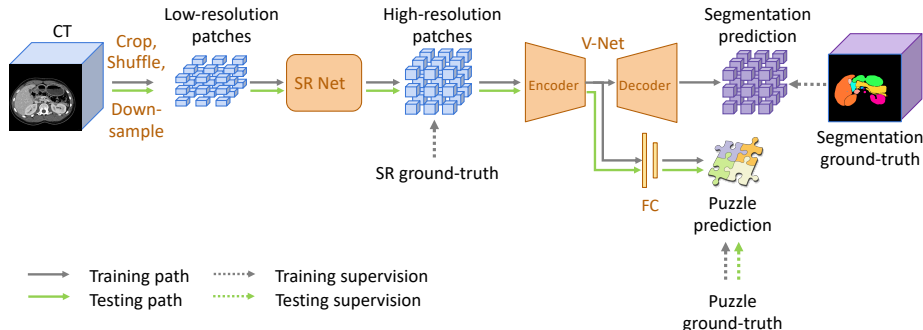 CT
Crop,
Shuffle,
Down-
sample
Low-resolution
patches
SR Net
High-resolution
patches
SR ground-truth
V-Net
Encoder
Decoder
FC
Segmentation
prediction
Segmentation
ground-truth
Puzzle
prediction
Puzzle
ground-truth
Training path
Training supervision
Testing path
Testing supervision